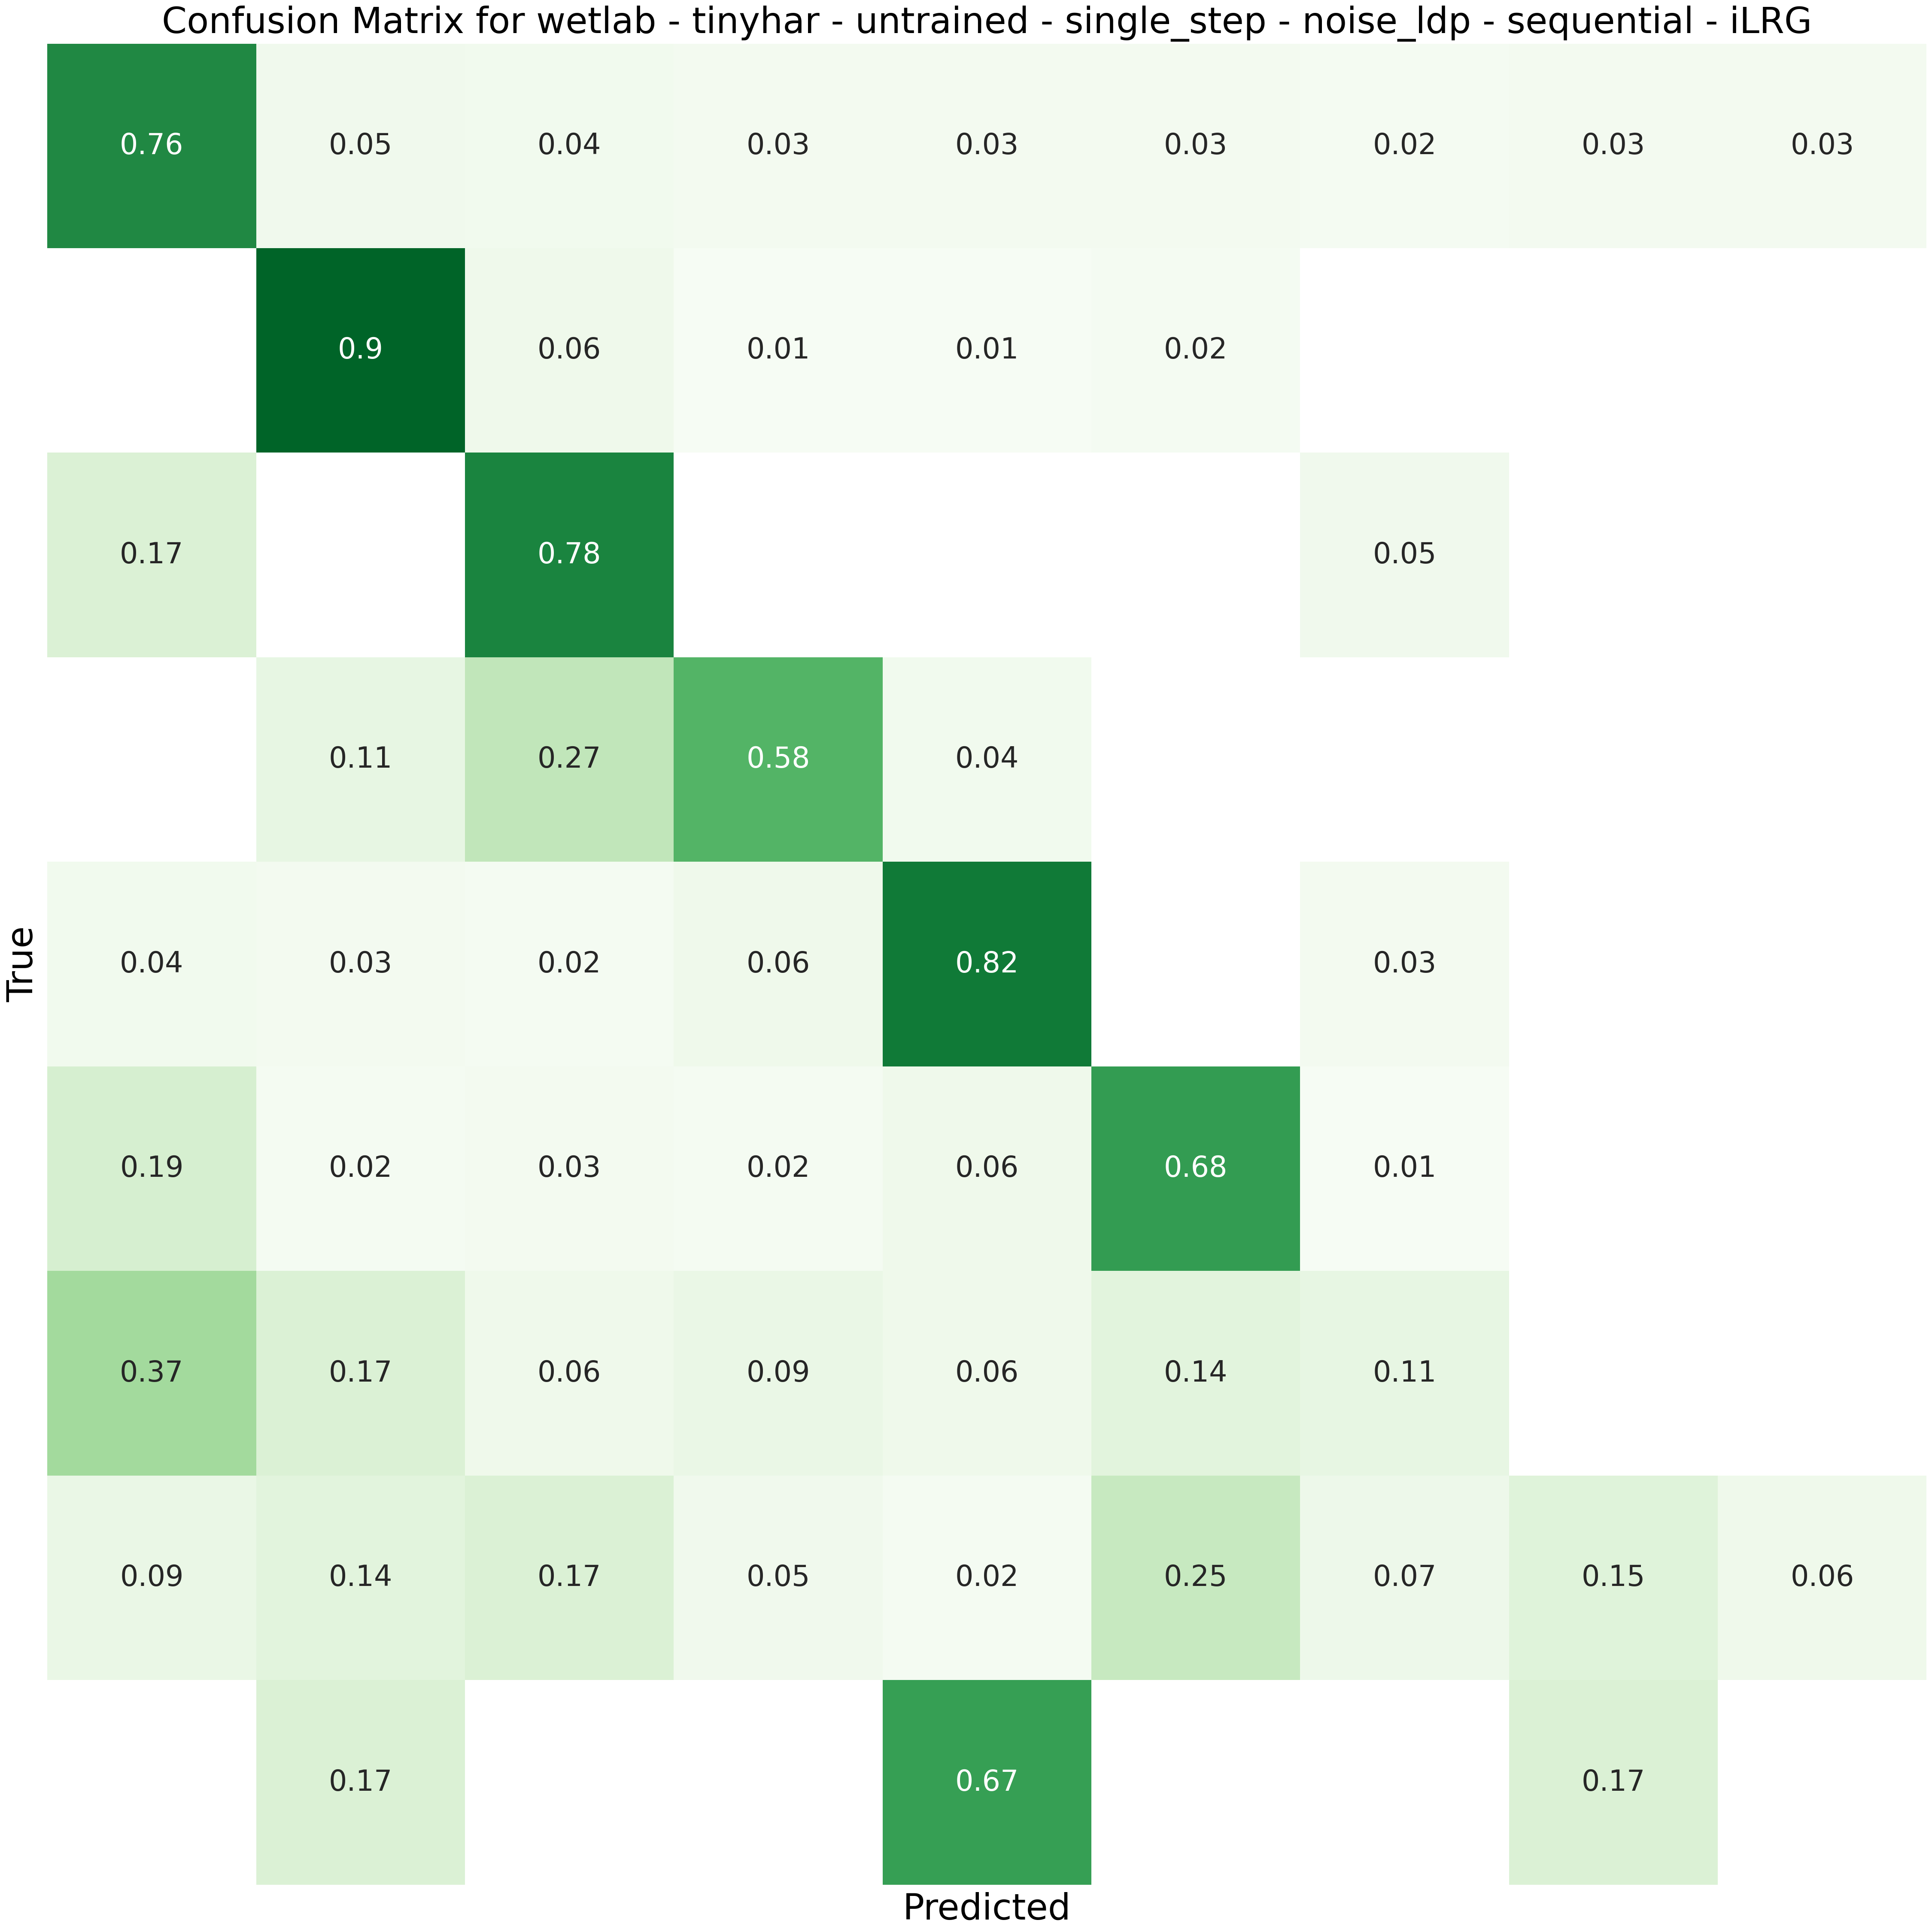 Confusion Matrix for wetlab - tinyhar - untrained - single_step - noise_ldp - sequential - iLRG
0.76 0.05 0.04 0.03 0.03 0.03 0.02 0.03 0.03
0.9 0.06 0.01 0.01 0.02
0.17 0.78 0.05
0.11 0.27 0.58 0.04
0.04 0.03 0.02 0.06 0.82 0.03
0.19 0.02 0.03 0.02 0.06 0.68 0.01
0.37 0.17 0.06 0.09 0.06 0.14 0.11
0.09 0.14 0.17 0.05 0.02 0.25 0.07 0.15 0.06
0.17 0.67 0.17
True
Predicted